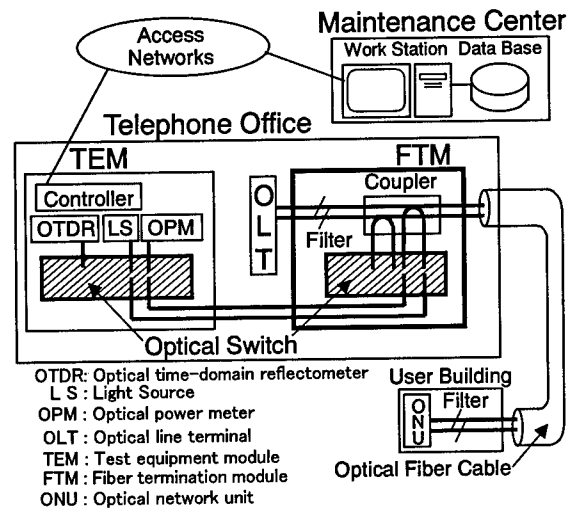 Maintenance Center
Access
Networks
Work Station Data Base
Telephone Office
TEM
FTM
Controller
OTDR LS OPM
OLT
Filter
Coupler
Optical Switch
OTDR: Optical time-domain reflectometer
L S : Light Source
OPM : Optical power meter
OLT : Optical line terminal
TEM : Test equipment module
FTM : Fiber termination module
ONU : Optical network unit
User Building
Filter
ONU
Optical Fiber Cable